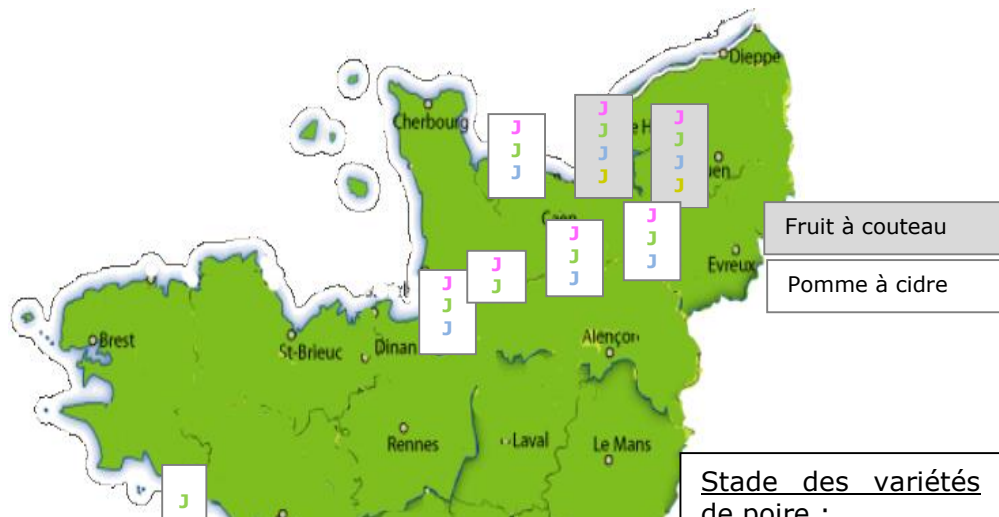 Dieppe
Cherbourg
J
J
J
J
J
J
J
J
J
J
J
e H
uen
J
J
J
Caen
J
J
J
Fruit à couteau
Evreux
J
J
J
J
J
Pomme à cidre
Brest
St-Brieuc
Dinan
Alençon
Rennes
Laval
Le Mans
J
Stade des variétés
de poire :